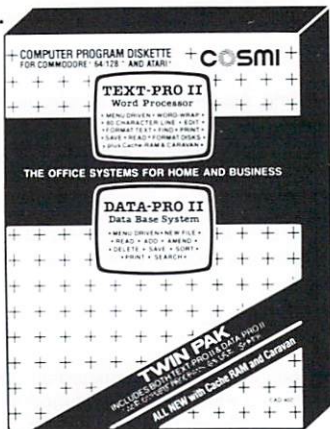 COMPUTER PROGRAM DISKETTE
FOR COMMODORE 64-128 AND ATARI
COSMI
TEXT-PRO II
Word Processor
• MENU DRIVEN • WORD-WRAP •
• 80 CHARACTER LINE • EDIT •
• FORMAT TEXT • FIND • PRINT •
• SAVE • READ • FORMAT DISKS •
• plus Cache RAM & CARAVAN •
THE OFFICE SYSTEMS FOR HOME AND BUSINESS
DATA-PRO II
Data Base System
• MENU DRIVEN • NEW FILE •
• READ • ADD • AMEND •
• DELETE • SAVE • SORT •
• PRINT • SEARCH •
TWIN PAK
INCLUDES BOTH TEXT-PRO II & DATA PRO II
ALL NEW with Cache RAM and Caravan